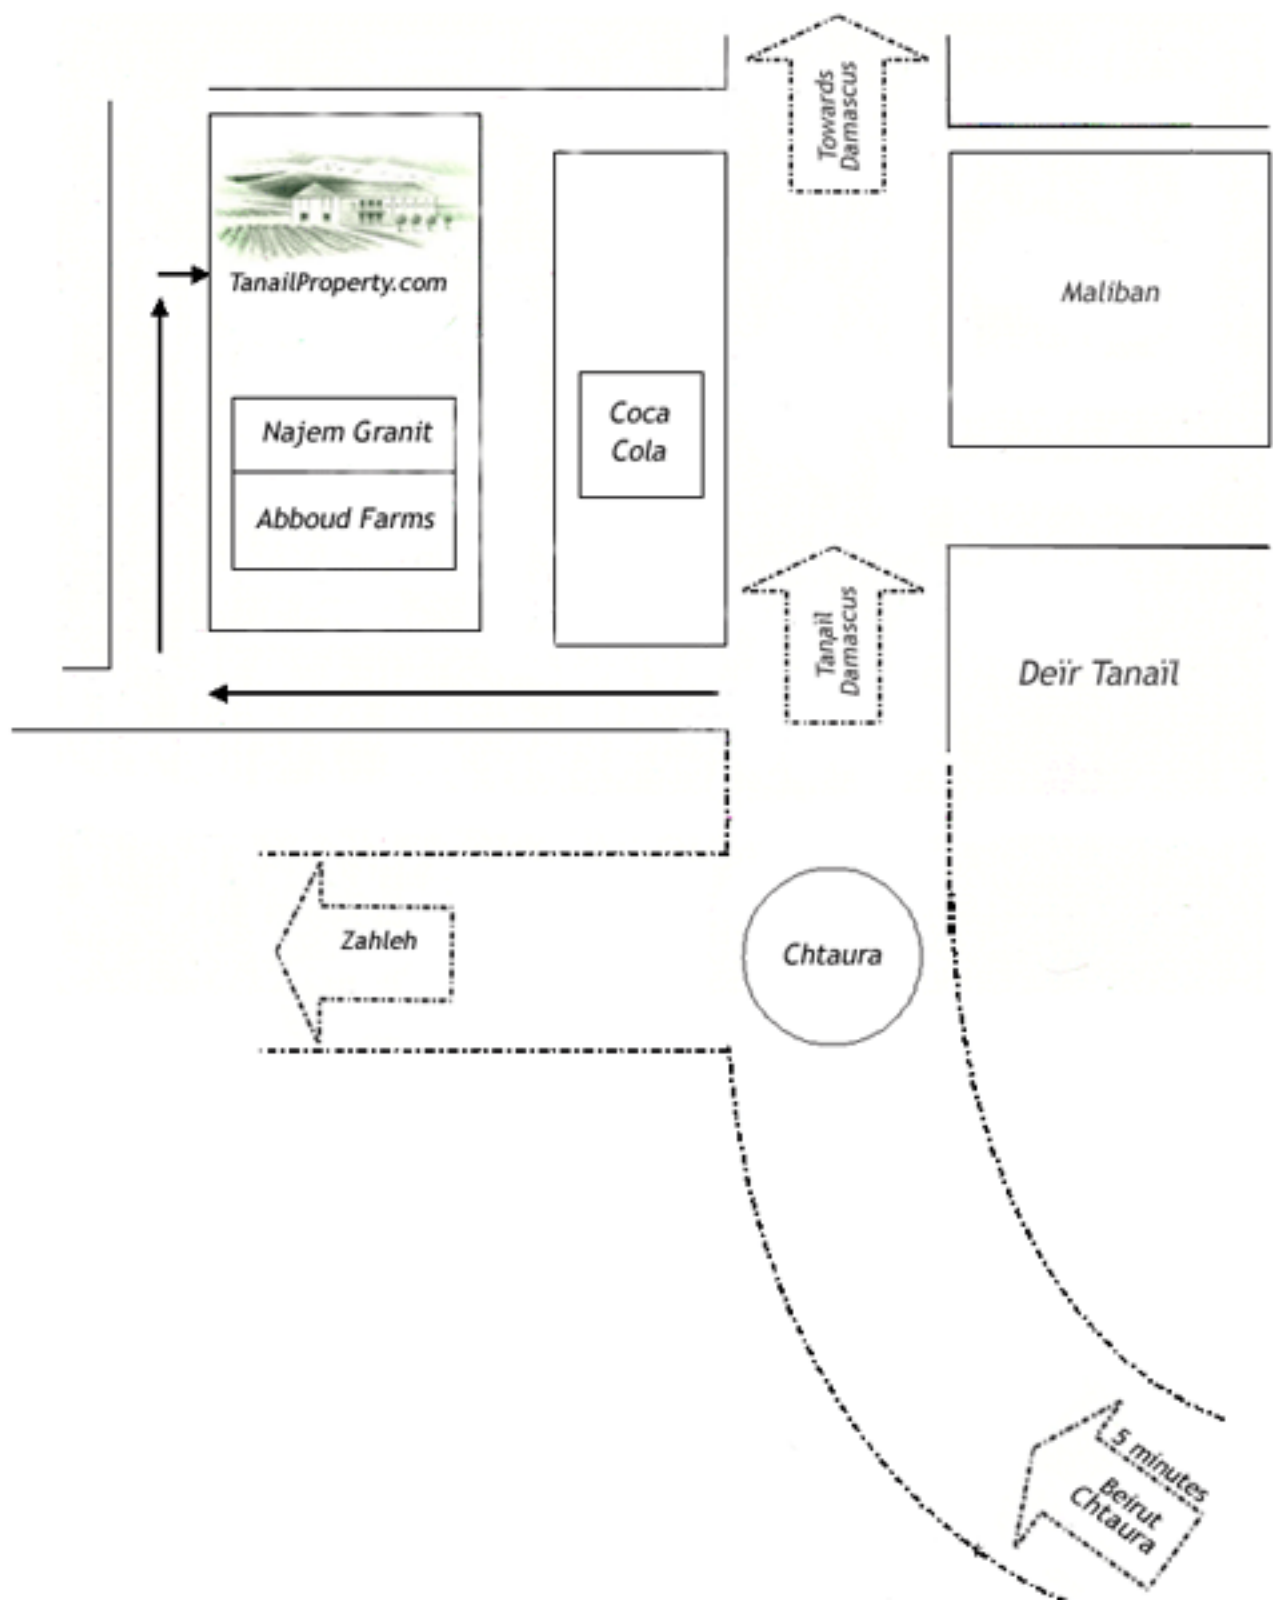 Towards
Damascus
TanailProperty.com
Maliban
Najem Granit
Coca
Cola
Abboud Farms
Tanaïl
Damascus
Deïr Tanaïl
Zahleh
Chtaura
5 minutes
Beirut
Chtaura